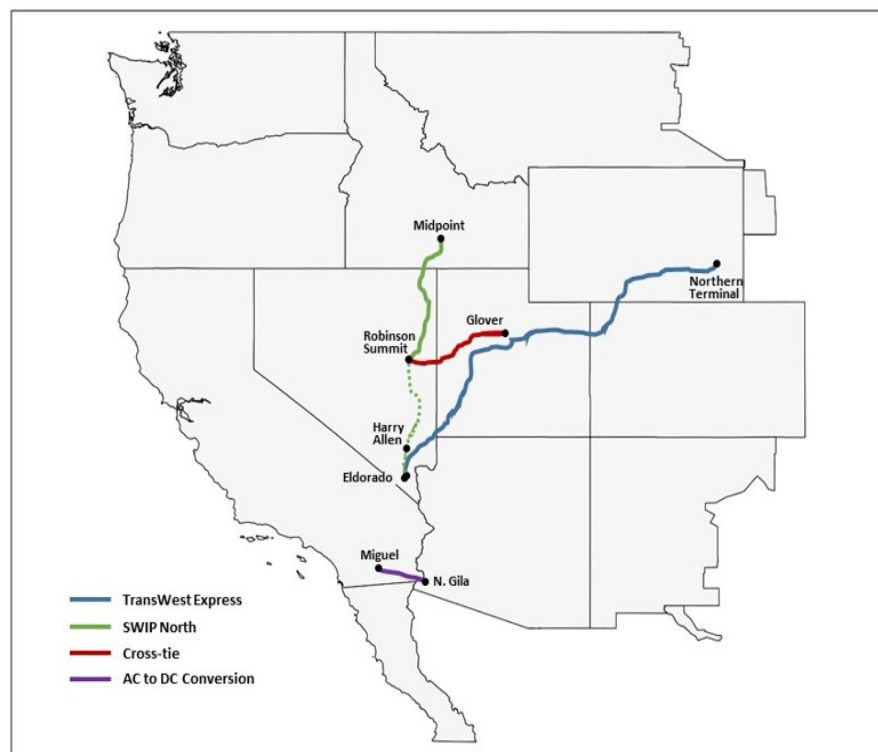 Midpoint
Northern
Terminal
Glover
Robinson
Summit
Harry
Allen
Eldorado
Miguel
N. Gila
TransWest Express
SWIP North
Cross-tie
AC to DC Conversion